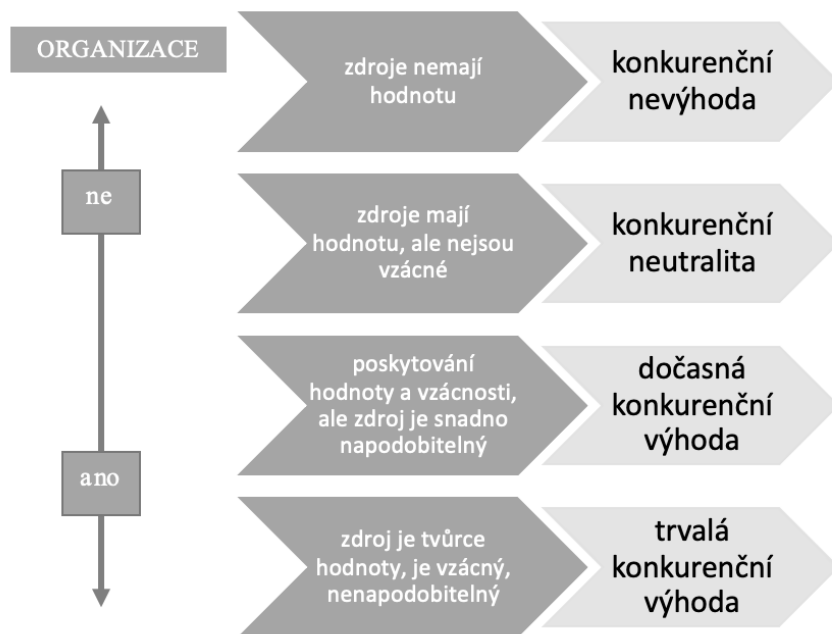 ORGANIZACE
ne
ano
zdroje nemají
hodnotu
konkurenční
nevýhoda
zdroje mají
hodnotu, ale nejsou
vzácné
konkurenční
neutralita
poskytování
hodnoty a vzácnosti,
ale zdroj je snadno
napodobitelný
dočasná
konkurenční
výhoda
zdroj je tvůrce
hodnoty, je vzácný,
nenapodobitelný
trvalá
konkurenční
výhoda